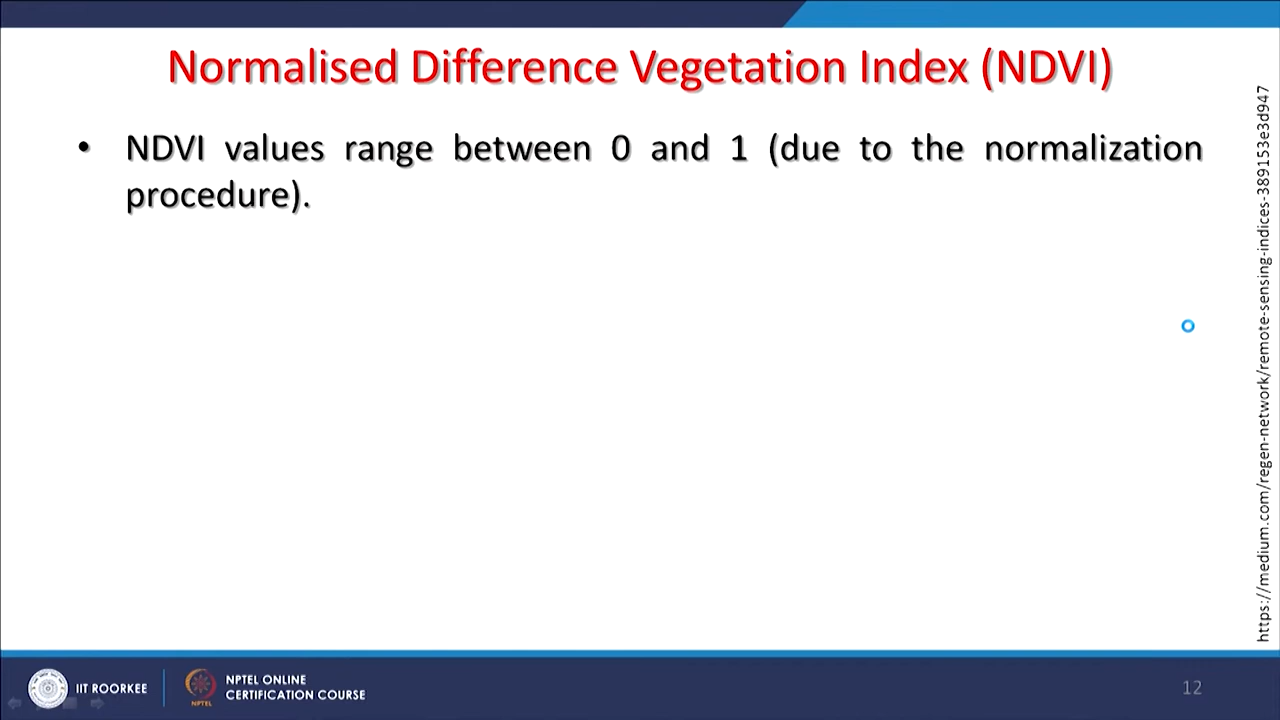 Normalised Difference Vegetation Index (NDVI)
• NDVI values range between 0 and 1 (due to the normalization
procedure).
https://medium.com/regen-network/remote-sensing-indices-389153e3d947
IIT ROORKEE
NPTEL
NPTEL ONLINE
CERTIFICATION COURSE
12